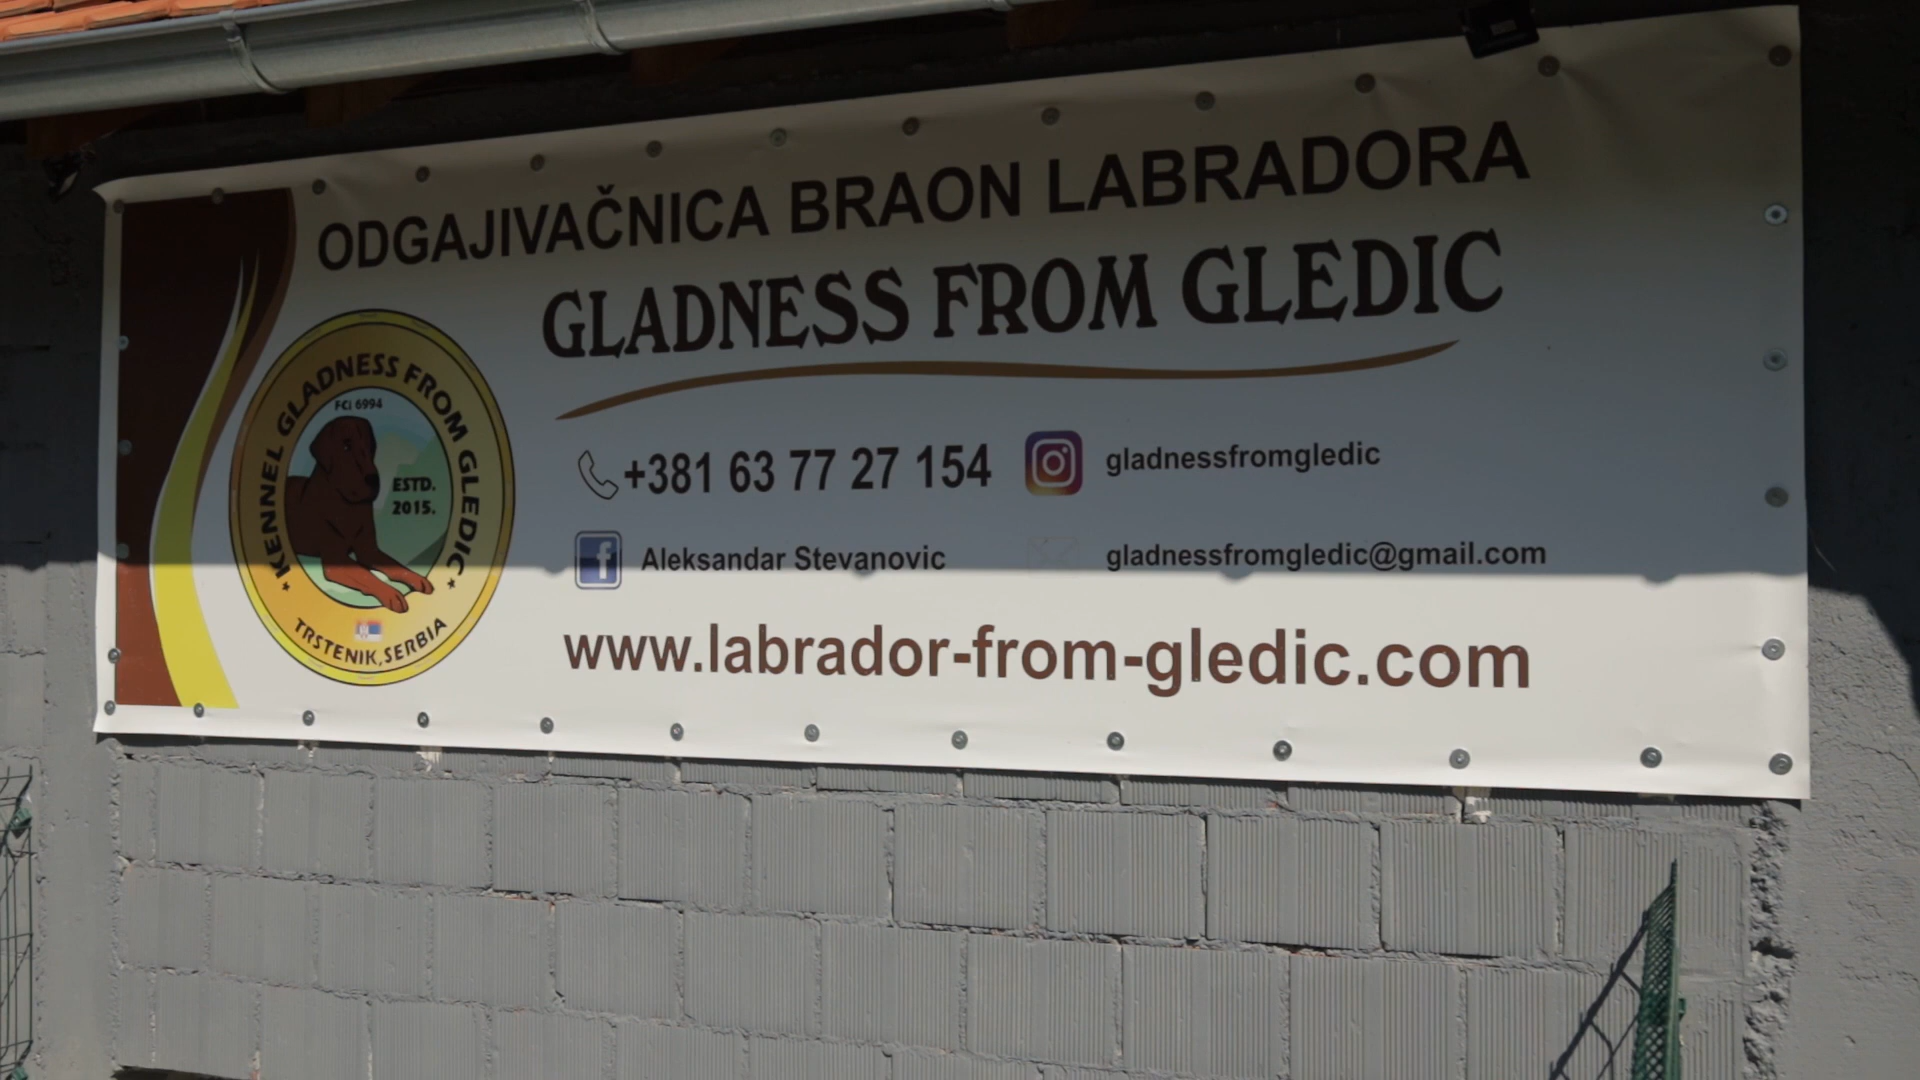 ODGAJIVAČNICA BRAON LABRADORA
GLADNESS FROM GLEDIC
KENNEL GLADNESS FROM GLEDIC
FCI 6994
ESTD.
2015.
TRSTENIK, SERBIA
+381 63 77 27 154
gladnessfromgledic
Aleksandar Stevanovic
gladnessfromgledic@gmail.com
www.labrador-from-gledic.com